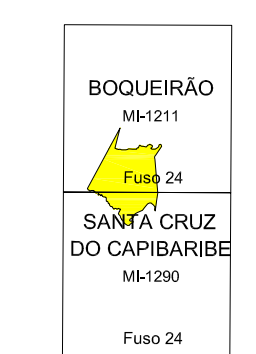 BOQUEIRÃO
MI-1211
Fuso 24
SANTA CRUZ
DO CAPIBARIBE
MI-1290
Fuso 24